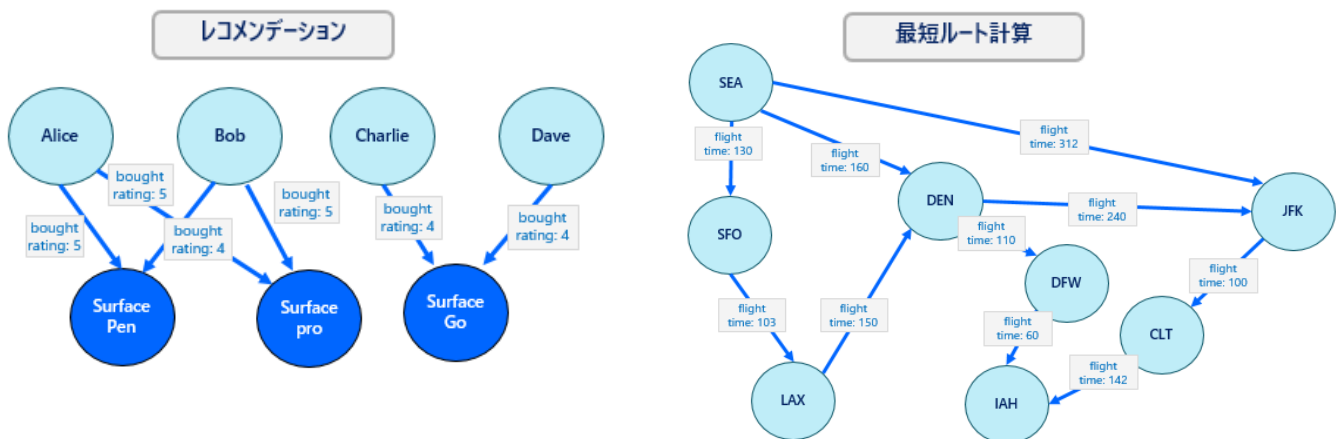 レコメンデーション
Alice
Bob
Charlie
Dave
bought
rating: 5
bought
rating: 5
bought
rating: 4
bought
rating: 5
bought
rating: 4
bought
rating: 4
Surface
Pen
Surface
pro
Surface
Go
最短ルート計算
SEA
flight
time: 130
flight
time: 160
flight
time: 312
SFO
DEN
flight
time: 240
JFK
flight
time: 110
DFW
flight
time: 100
flight
time: 103
flight
time: 150
flight
time: 60
CLT
flight
time: 142
LAX
IAH